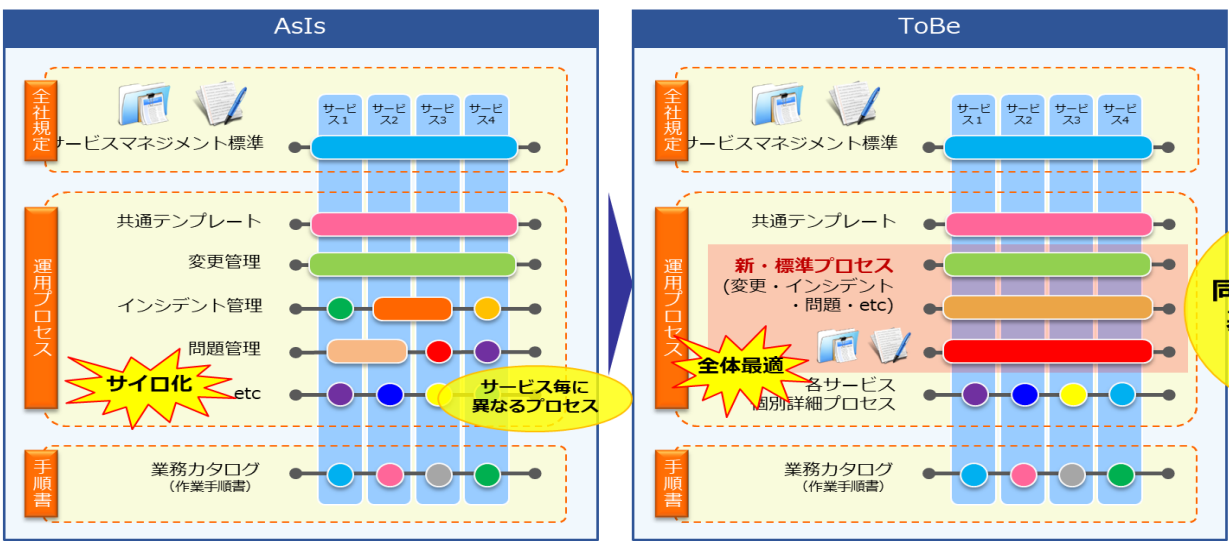 AsIs
全社規定
サービス1
サービス2
サービス3
サービス4
サービスマネジメント標準
運用プロセス
共通テンプレート
変更管理
インシデント管理
問題管理
サイロ化
etc
サービス毎に
異なるプロセス
手順書
業務カタログ
(作業手順書)
ToBe
全社規定
サービス1
サービス2
サービス3
サービス4
サービスマネジメント標準
運用プロセス
共通テンプレート
新・標準プロセス
(変更・インシデント
・問題・etc)
全体最適
各サービス
個別詳細プロセス
同
手順書
業務カタログ
(作業手順書)